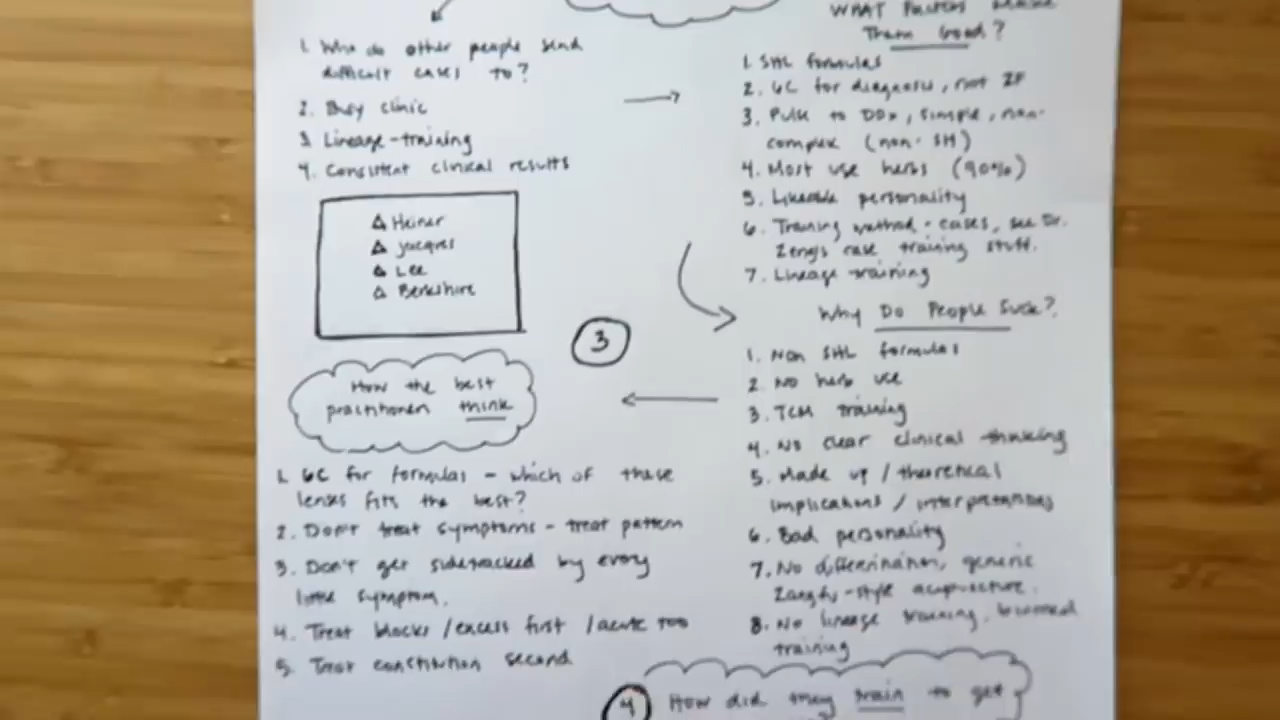 1. Who do other people send
difficult cases to?
2. Busy clinic
3. Lineage-training
4. Consistent clinical results
△ Heiner
△ Jacques
△ Lee
△ Berkshire
WHAT Factors Make
Them Good?
1. SHL formulas
2. 6C for diagnosis, not ZF
3. Pulse to DDx, simple, non-
complex (non-SH)
4. Most use herbs (90%)
5. Likeable personality
6. Training method - cases, see Dr.
Zeng's case training stuff.
7. Lineage training
Why Do People Suck?
1. Non SHL formulas
2. No herb use
3. TCM training
4. No clear clinical thinking
5. Made up / theoretical
implications / interpretations
6. Bad personality
7. No differentiation, generic
Zangfu-style acupuncture.
8. No lineage training,
training
3
How the best
practitioners think
1. 6C for formulas - which of these
lenses fits the best?
2. Don't treat symptoms - treat pattern
3. Don't get sidetracked by every
little symptom.
4. Treat blocks /excess first /acute too
5. Treat constitution second
4
How did they train to get